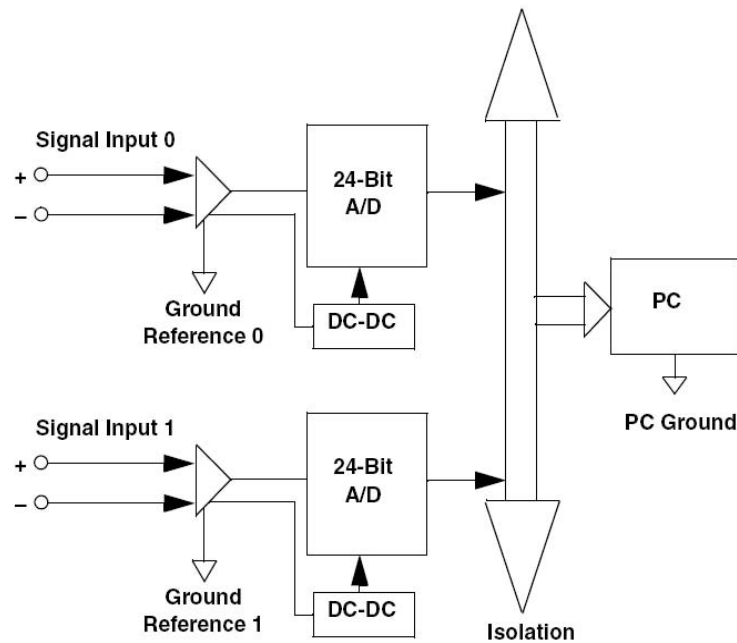 Signal Input 0
+
–
24-Bit
A/D
Ground
Reference 0
DC-DC
PC
PC Ground
Signal Input 1
+
–
24-Bit
A/D
Ground
Reference 1
DC-DC
Isolation